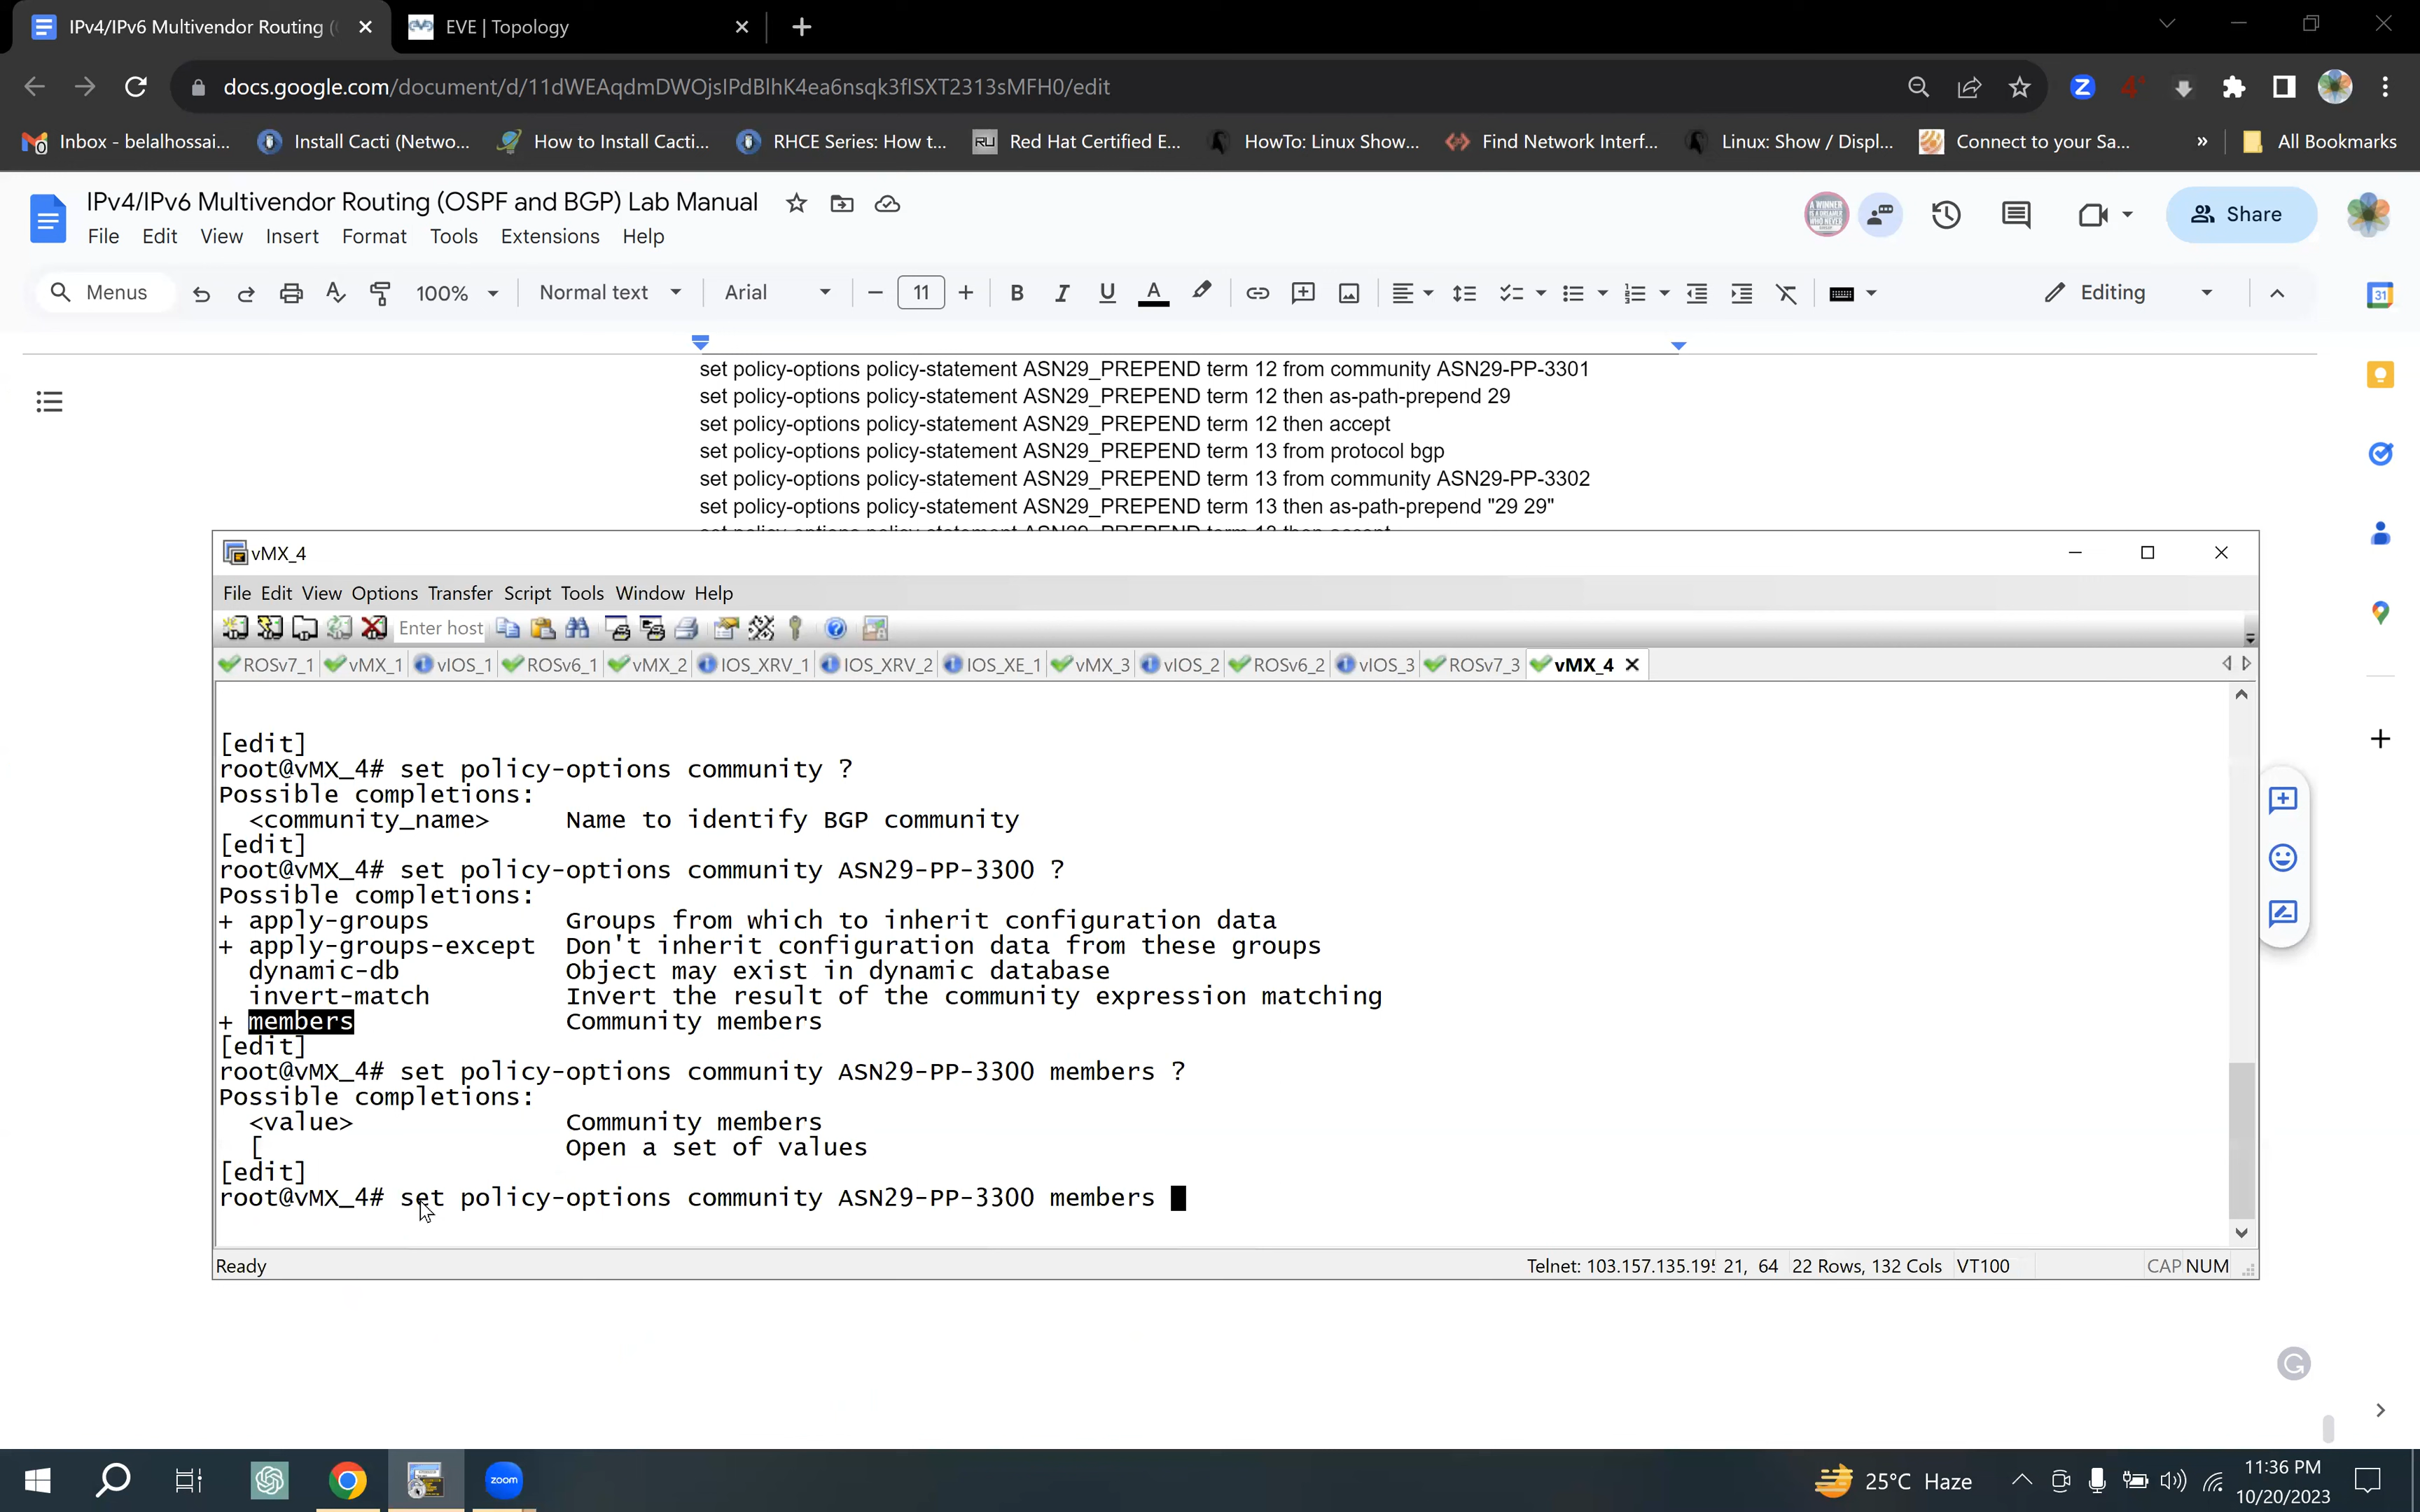 IPv4/IPv6 Multivendor Routing (
EVE | Topology
docs.google.com/document/d/11dWEAqdmDWOjsIPdBlhK4ea6nsqk3fISXT2313sMFH0/edit
Inbox - belalhossai...
Install Cacti (Netwo...
How to Install Cacti...
RHCE Series: How t...
Red Hat Certified E...
HowTo: Linux Show...
Find Network Interf...
Linux: Show / Displ...
Connect to your Sa...
»
All Bookmarks
IPv4/IPv6 Multivendor Routing (OSPF and BGP) Lab Manual
File Edit View Insert Format Tools Extensions Help
Share
Menus 100% Normal text Arial 11 Editing
set policy-options policy-statement ASN29_PREPEND term 12 from community ASN29-PP-3301
set policy-options policy-statement ASN29_PREPEND term 12 then as-path-prepend 29
set policy-options policy-statement ASN29_PREPEND term 12 then accept
set policy-options policy-statement ASN29_PREPEND term 13 from protocol bgp
set policy-options policy-statement ASN29_PREPEND term 13 from community ASN29-PP-3302
set policy-options policy-statement ASN29_PREPEND term 13 then as-path-prepend "29 29"
vMX_4
File Edit View Options Transfer Script Tools Window Help
Enter host
ROSv7_1 vMX_1 vIOS_1 ROSv6_1 vMX_2 IOS_XRV_1 IOS_XRV_2 IOS_XE_1 vMX_3 vIOS_2 ROSv6_2 vIOS_3 ROSv7_3 vMX_4
[edit]
root@vMX_4# set policy-options community ?
Possible completions:
<community_name> Name to identify BGP community
[edit]
root@vMX_4# set policy-options community ASN29-PP-3300 ?
Possible completions:
+ apply-groups Groups from which to inherit configuration data
+ apply-groups-except Don't inherit configuration data from these groups
dynamic-db Object may exist in dynamic database
invert-match Invert the result of the community expression matching
+ members Community members
[edit]
root@vMX_4# set policy-options community ASN29-PP-3300 members ?
Possible completions:
<value> Community members
[ Open a set of values
[edit]
root@vMX_4# set policy-options community ASN29-PP-3300 members
Ready
Telnet: 103.157.135.195 21, 64 22 Rows, 132 Cols VT100 CAP NUM
zoom
25°C Haze
11:36 PM
10/20/2023